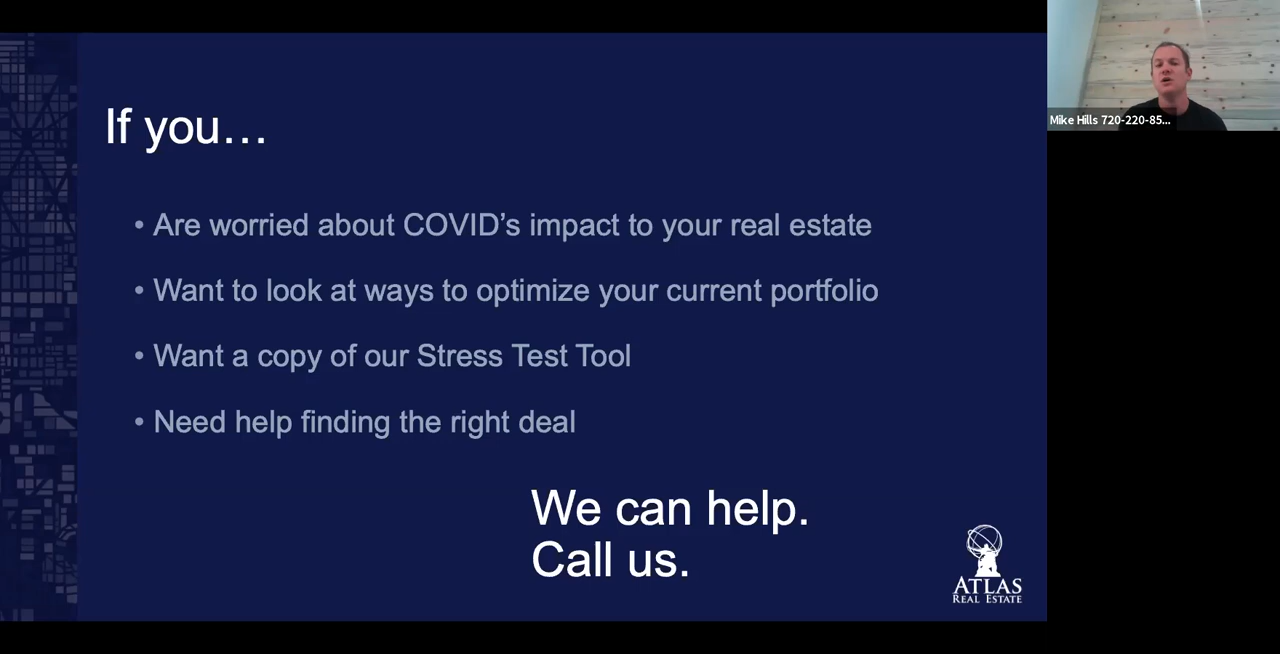 If you…
• Are worried about COVID’s impact to your real estate
• Want to look at ways to optimize your current portfolio
• Want a copy of our Stress Test Tool
• Need help finding the right deal
We can help.
Call us.
ATLAS
REAL ESTATE
Mike Hills 720-220-85...